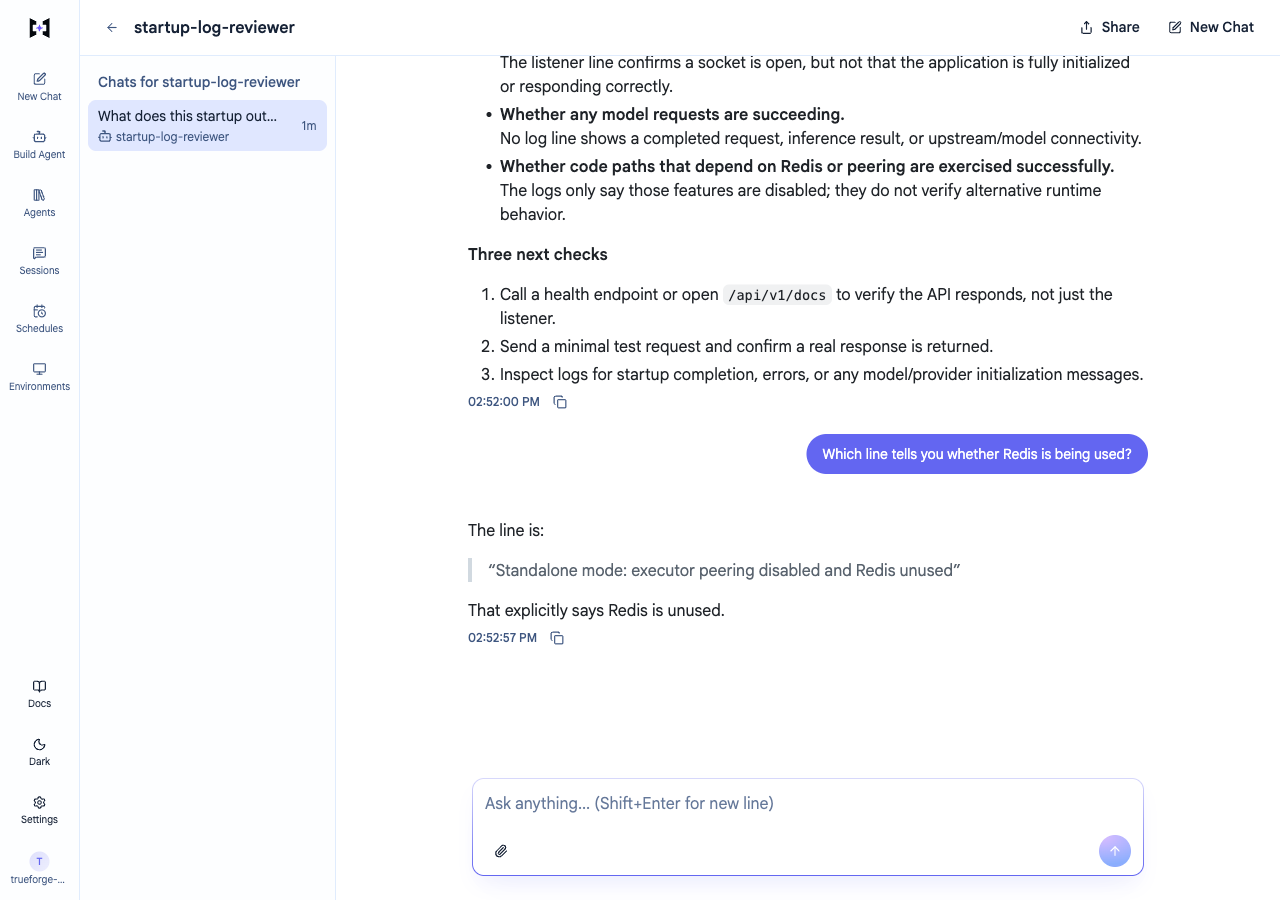 startup-log-reviewer
Share
New Chat
New Chat
Build Agent
Agents
Sessions
Schedules
Environments
Docs
Dark
Settings
T
trueforge-...
Chats for startup-log-reviewer
What does this startup out...
1m
startup-log-reviewer
The listener line confirms a socket is open, but not that the application is fully initialized
or responding correctly.
• Whether any model requests are succeeding.
No log line shows a completed request, inference result, or upstream/model connectivity.
• Whether code paths that depend on Redis or peering are exercised successfully.
The logs only say those features are disabled; they do not verify alternative runtime
behavior.
Three next checks
1. Call a health endpoint or open /api/v1/docs to verify the API responds, not just the
listener.
2. Send a minimal test request and confirm a real response is returned.
3. Inspect logs for startup completion, errors, or any model/provider initialization messages.
02:52:00 PM
Which line tells you whether Redis is being used?
The line is:
“Standalone mode: executor peering disabled and Redis unused”
That explicitly says Redis is unused.
02:52:57 PM
Ask anything... (Shift+Enter for new line)